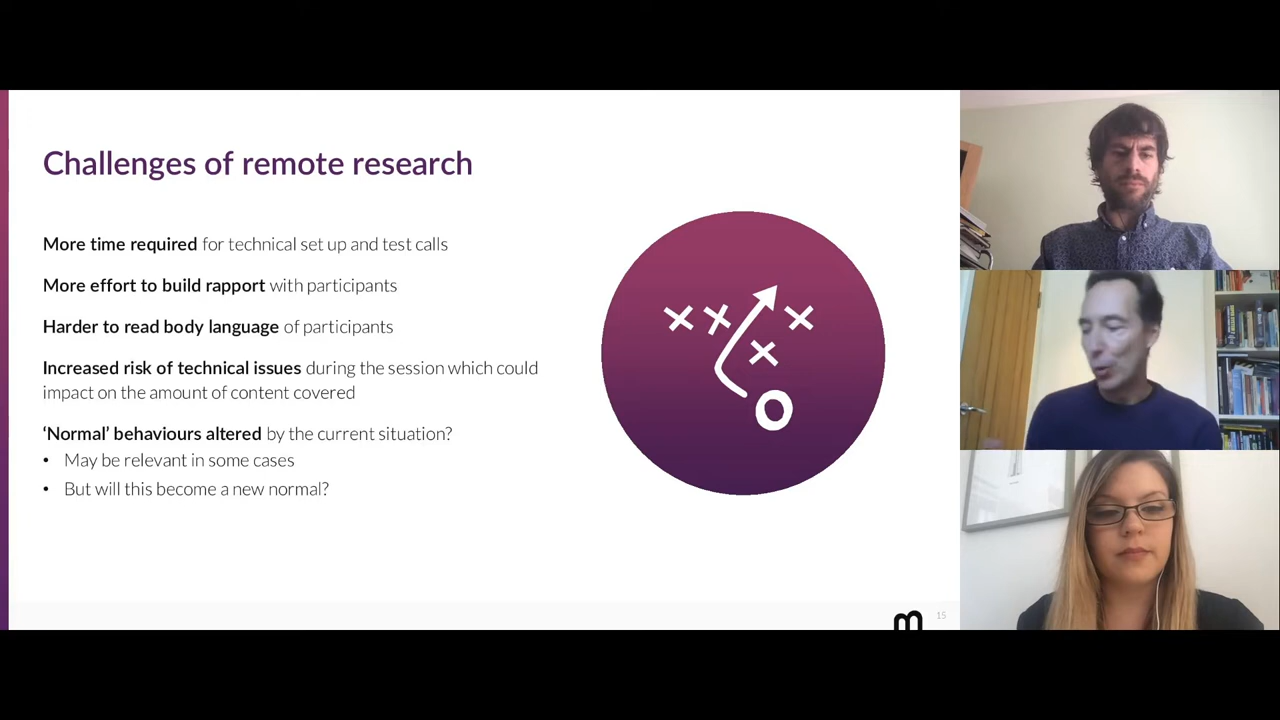 Challenges of remote research
More time required for technical set up and test calls
More effort to build rapport with participants
Harder to read body language of participants
Increased risk of technical issues during the session which could
impact on the amount of content covered
‘Normal’ behaviours altered by the current situation?
• May be relevant in some cases
• But will this become a new normal?
m 15